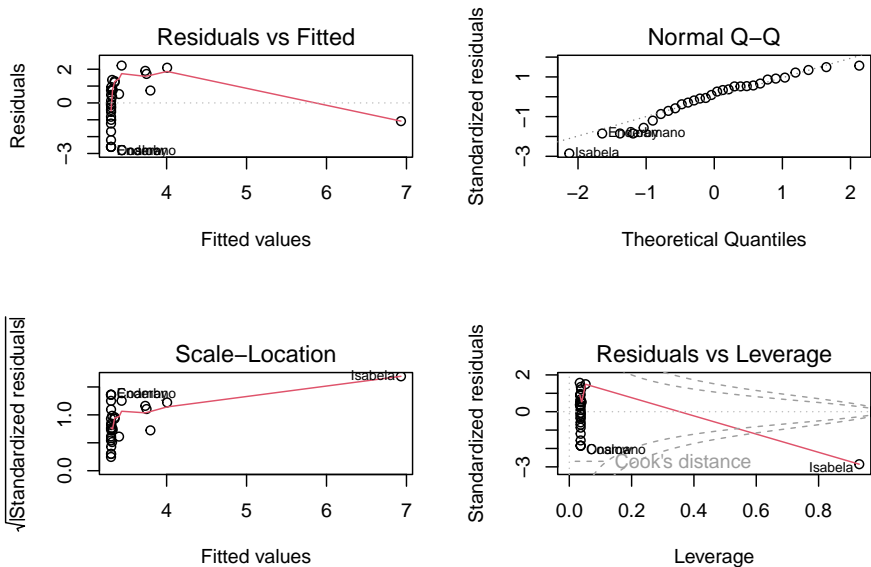 Residuals vs Fitted
Residuals
2
0
−3
4 5 6 7
Fitted values
Normal Q−Q
Standardized residuals
1
−1
−3
Isabela
−2 −1 0 1 2
Theoretical Quantiles
Scale−Location
√|Standardized residuals|
1.0
0.0
Isabela
4 5 6 7
Fitted values
Residuals vs Leverage
Standardized residuals
2
0
−3
Cook's distance
Isabela
0.0 0.2 0.4 0.6 0.8
Leverage